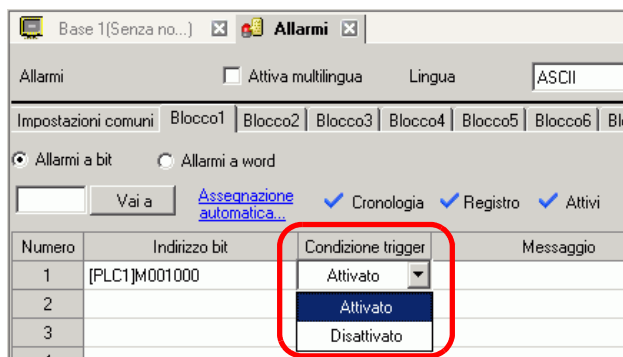 Base 1(Senza no...) Allarmi
Allarmi Attiva multilingua Lingua ASCII
Impostazioni comuni Blocco1 Blocco2 Blocco3 Blocco4 Blocco5 Blocco6 Bl
Allarmi a bit Allarmi a word
Vai a Assegnazione automatica... Cronologia Registro Attivi
Numero Indirizzo bit Condizione trigger Messaggio
1 [PLC1]M001000 Attivato
2 Attivato
3 Disattivato